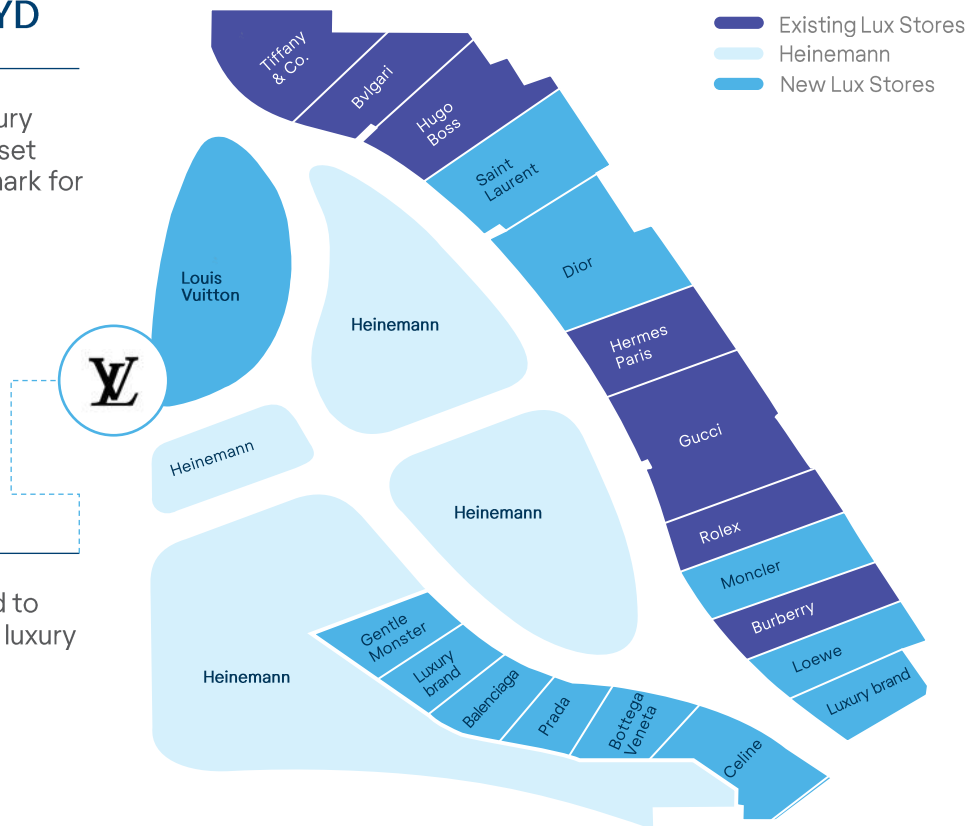 YD
ury
set
nark for
d to
luxury
Existing Lux Stores
Heinemann
New Lux Stores
Tiffany
& Co.
Bvlgari
Hugo
Boss
Saint
Laurent
Dior
Hermes
Paris
Gucci
Rolex
Moncler
Burberry
Loewe
Luxury brand
Louis
Vuitton
LV
Heinemann
Heinemann
Heinemann
Heinemann
Gentle
Monster
Luxury
brand
Balenciaga
Prada
Bottega
Veneta
Celine